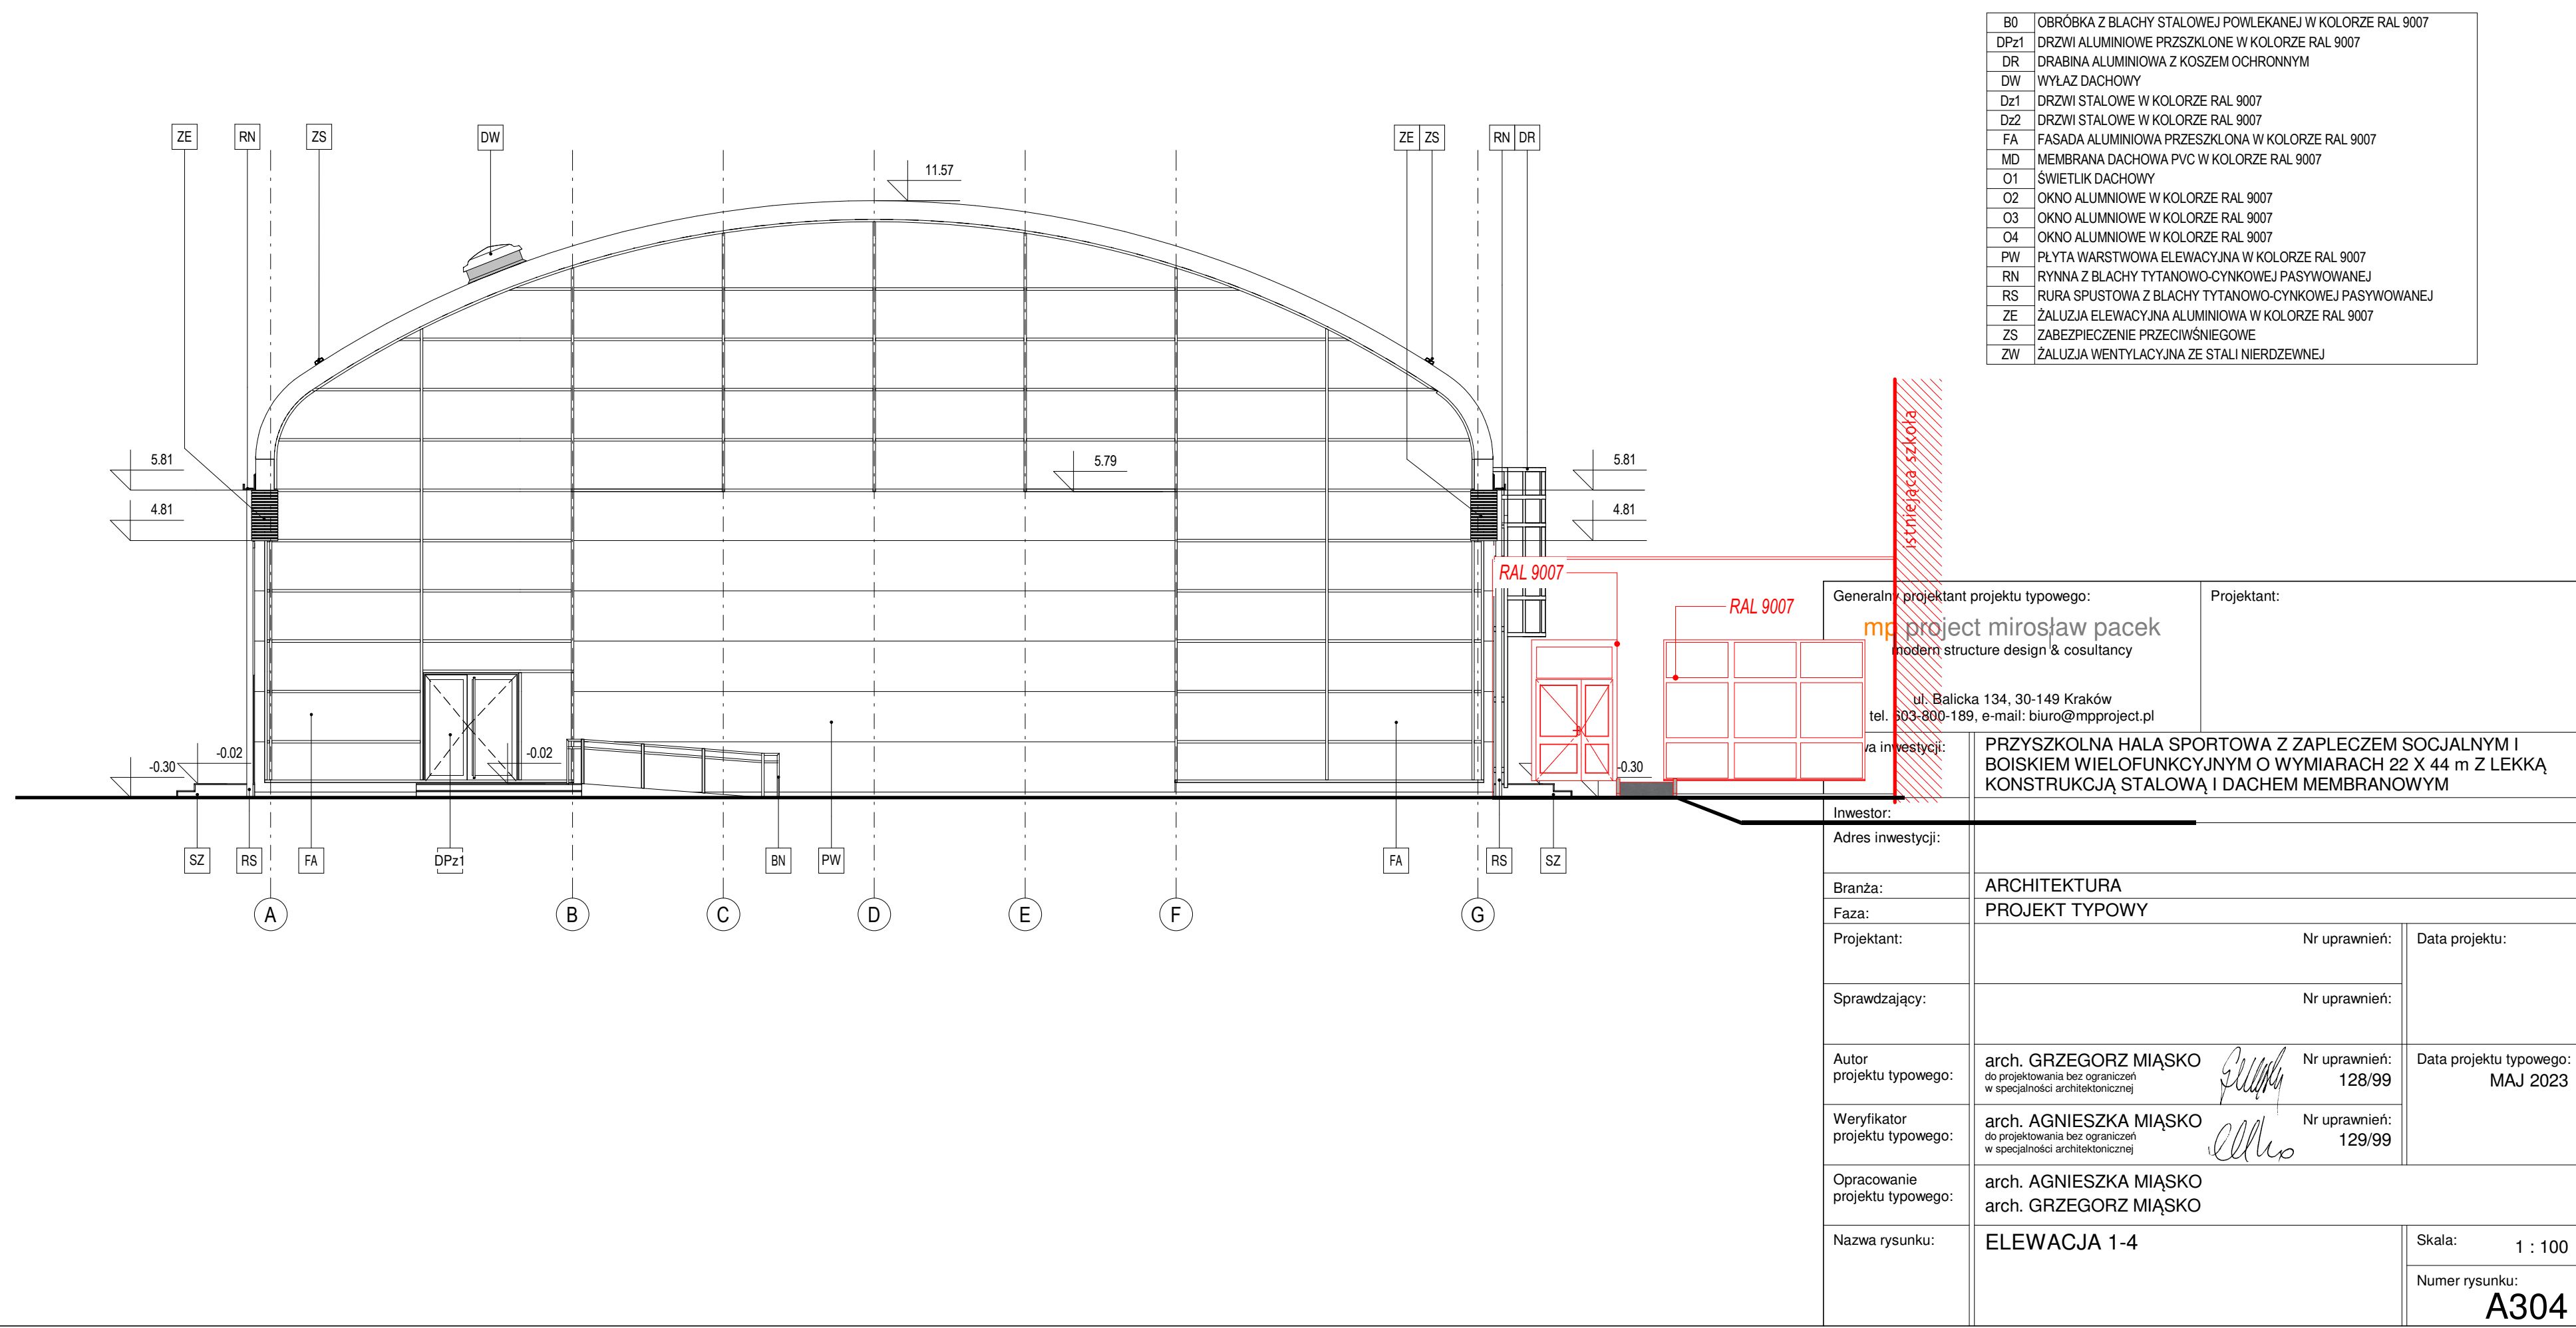 B0 OBRÓBKA Z BLACHY STALOWEJ POWLEKANEJ W KOLORZE RAL 9007
DPz1 DRZWI ALUMINIOWE PRZSZKLONE W KOLORZE RAL 9007
DR DRABINA ALUMINIOWA Z KOSZEM OCHRONNYM
DW WYŁAZ DACHOWY
Dz1 DRZWI STALOWE W KOLORZE RAL 9007
Dz2 DRZWI STALOWE W KOLORZE RAL 9007
FA FASADA ALUMINIOWA PRZESZKLONA W KOLORZE RAL 9007
MD MEMBRANA DACHOWA PVC W KOLORZE RAL 9007
O1 ŚWIETLIK DACHOWY
O2 OKNO ALUMNIOWE W KOLORZE RAL 9007
O3 OKNO ALUMNIOWE W KOLORZE RAL 9007
O4 OKNO ALUMNIOWE W KOLORZE RAL 9007
PW PŁYTA WARSTWOWA ELEWACYJNA W KOLORZE RAL 9007
RN RYNNA Z BLACHY TYTANOWO-CYNKOWEJ PASYWOWANEJ
RS RURA SPUSTOWA Z BLACHY TYTANOWO-CYNKOWEJ PASYWOWANEJ
ZE ŻALUZJA ELEWACYJNA ALUMINIOWA W KOLORZE RAL 9007
ZS ZABEZPIECZENIE PRZECIWŚNIEGOWE
ZW ŻALUZJA WENTYLACYJNA ZE STALI NIERDZEWNEJ
ZE RN ZS DW ZE ZS RN DR
11.57
5.81 5.79 5.81
4.81 4.81
istniejąca szkoła
RAL 9007
RAL 9007
-0.30 -0.02 -0.02 -0.30
SZ RS FA DPz1 BN PW FA RS SZ
A B C D E F G
Generalny projektant projektu typowego: Projektant:
mp project mirosław pacek
modern structure design & cosultancy
ul. Balicka 134, 30-149 Kraków
tel. 603-800-189, e-mail: biuro@mpproject.pl
wa inwestycji: PRZYSZKOLNA HALA SPORTOWA Z ZAPLECZEM SOCJALNYM I
BOISKIEM WIELOFUNKCYJNYM O WYMIARACH 22 X 44 m Z LEKKĄ
KONSTRUKCJĄ STALOWĄ I DACHEM MEMBRANOWYM
Inwestor:
Adres inwestycji:
Branża: ARCHITEKTURA
Faza: PROJEKT TYPOWY
Projektant: Nr uprawnień: Data projektu:
Sprawdzający: Nr uprawnień:
Autor projektu typowego: arch. GRZEGORZ MIĄSKO Nr uprawnień: Data projektu typowego:
do projektowania bez ograniczeń 128/99 MAJ 2023
w specjalności architektonicznej
Weryfikator projektu typowego: arch. AGNIESZKA MIĄSKO Nr uprawnień:
do projektowania bez ograniczeń 129/99
w specjalności architektonicznej
Opracowanie projektu typowego: arch. AGNIESZKA MIĄSKO
arch. GRZEGORZ MIĄSKO
Nazwa rysunku: ELEWACJA 1-4 Skala: 1 : 100
Numer rysunku:
A304